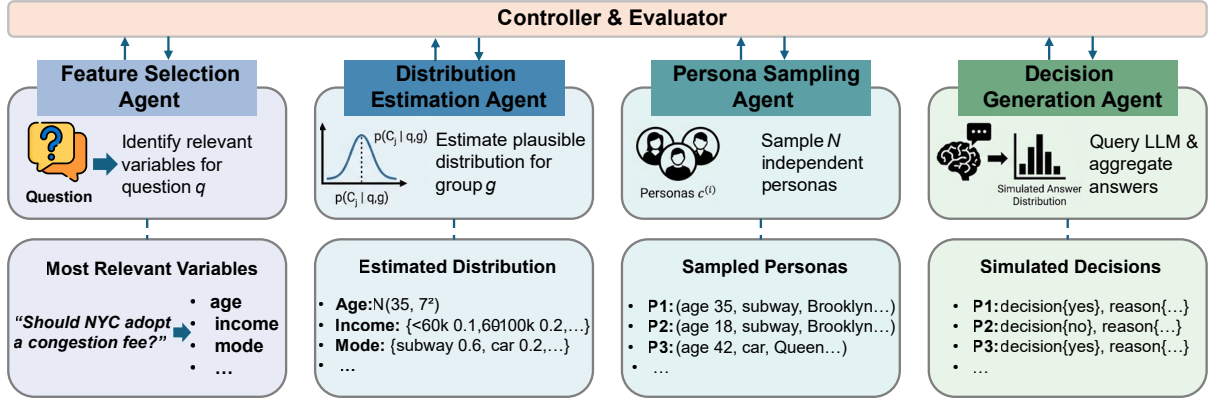 Controller & Evaluator
Feature Selection
Agent
Identify relevant
variables for
question q
Question
Distribution
Estimation Agent
p(Cⱼ | q,g)
p(Cⱼ | q,g)
Estimate plausible
distribution for
group g
Persona Sampling
Agent
Personas c⁽ⁱ⁾
Sample N
independent
personas
Decision
Generation Agent
Simulated Answer
Distribution
Query LLM &
aggregate
answers
Most Relevant Variables
"Should NYC adopt
a congestion fee?"
• age
• income
• mode
• ...
Estimated Distribution
• Age:N(35, 7²)
• Income: {<60k 0.1,60100k 0.2,...}
• Mode: {subway 0.6, car 0.2,...}
• ...
Sampled Personas
• P1:(age 35, subway, Brooklyn...)
• P2:(age 18, subway, Brooklyn...)
• P3:(age 42, car, Queen...)
• ...
Simulated Decisions
• P1:decision{yes}, reason{...}
• P2:decision{no}, reason{...}
• P3:decision{yes}, reason{...}
• ...